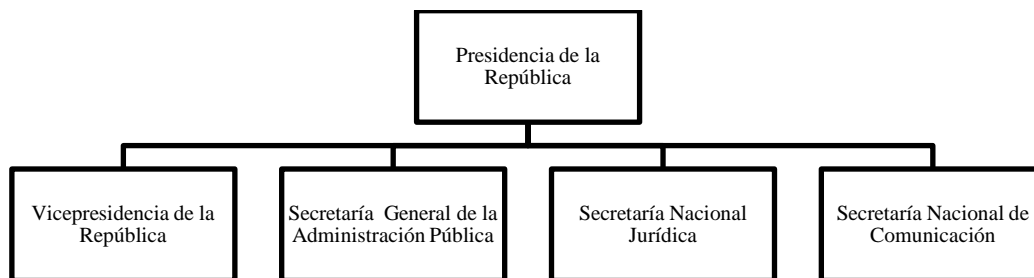 Presidencia de la
República
Vicepresidencia de la
República
Secretaría General de la
Administración Pública
Secretaría Nacional
Jurídica
Secretaría Nacional de
Comunicación